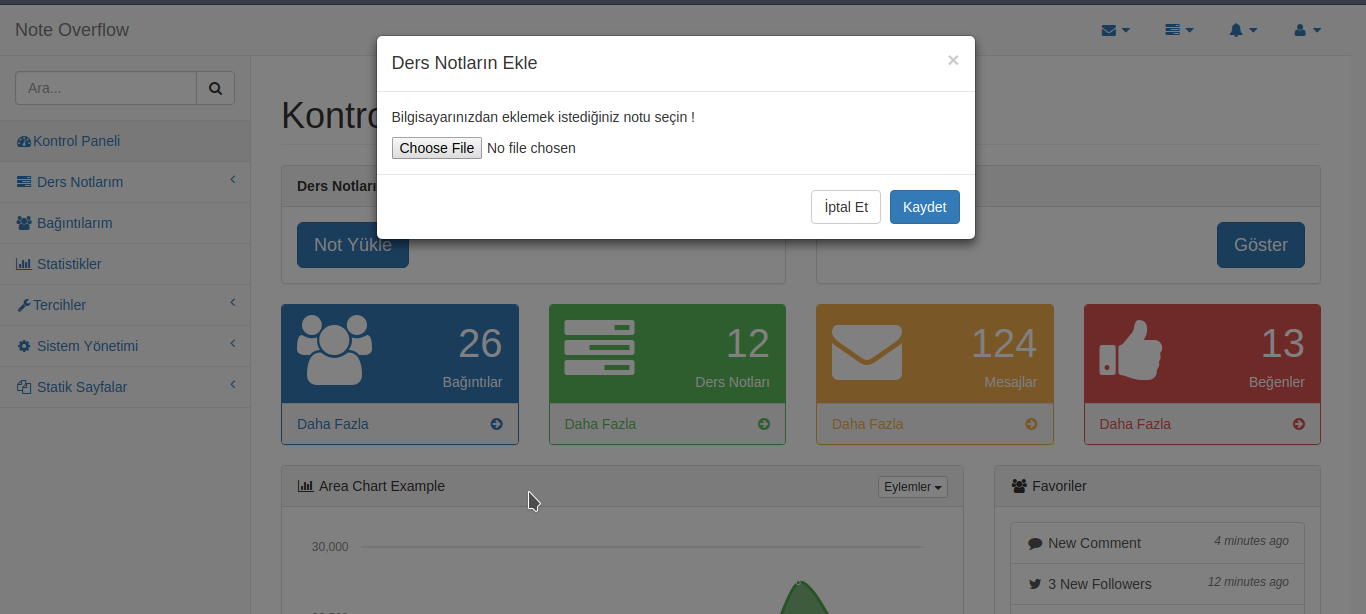 Note Overflow
Ders Notların Ekle
×
Bilgisayarınızdan eklemek istediğiniz notu seçin !
Choose File No file chosen
İptal Et Kaydet
Ara...
Kontrol Paneli
Ders Notlarım
Bağıntılarım
Statistikler
Tercihler
Sistem Yönetimi
Statik Sayfalar
Ders
Not Yükle
Göster
26
Bağıntılar
Daha Fazla
12
Ders Notları
Daha Fazla
124
Mesajlar
Daha Fazla
13
Beğenler
Daha Fazla
Area Chart Example
Eylemler
30,000
Favoriler
New Comment 4 minutes ago
3 New Followers 12 minutes ago